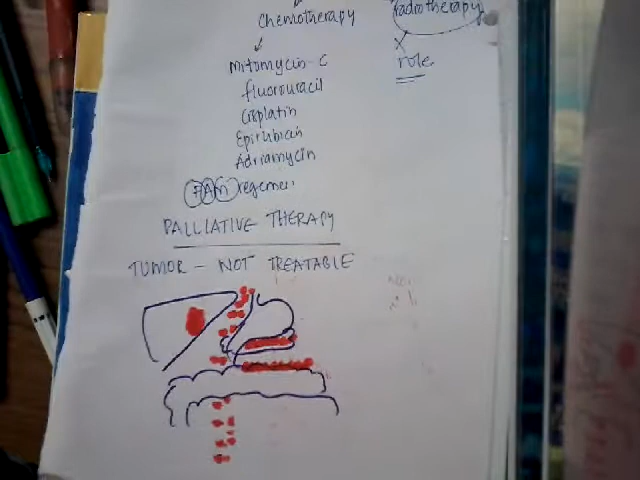 Chemotherapy
radiotherapy
X
role
Mitomycin-C
fluorouracil
Cisplatin
Epirubicin
Adriamycin
FAM regemen
PALLIATIVE THERAPY
TUMOR - NOT TREATABLE